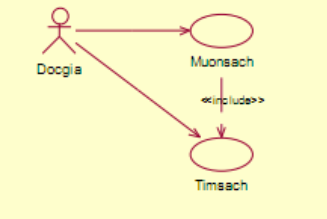 Docgia
Muonsach
<<include>>
Timsach